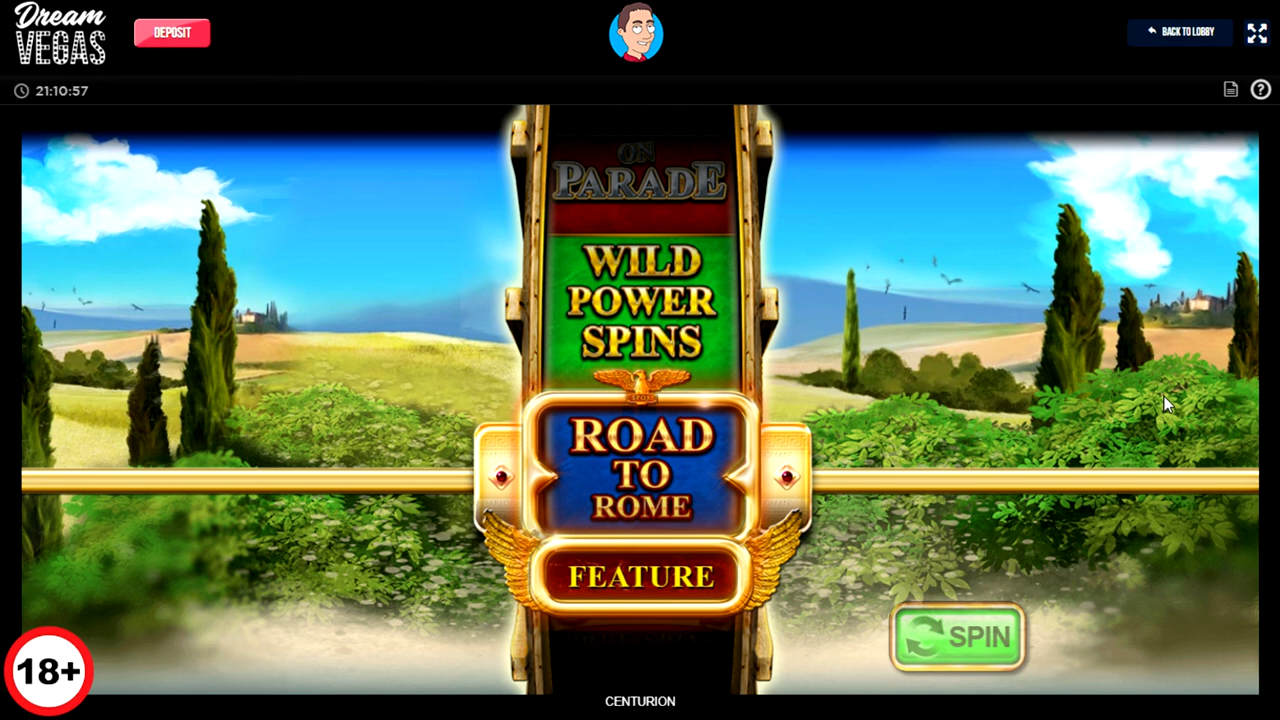 Dream
VEGAS
DEPOSIT
BACK TO LOBBY
21:10:57
?
ON
PARADE
WILD
POWER
SPINS
ROAD
TO
ROME
FEATURE
SPIN
18+
CENTURION